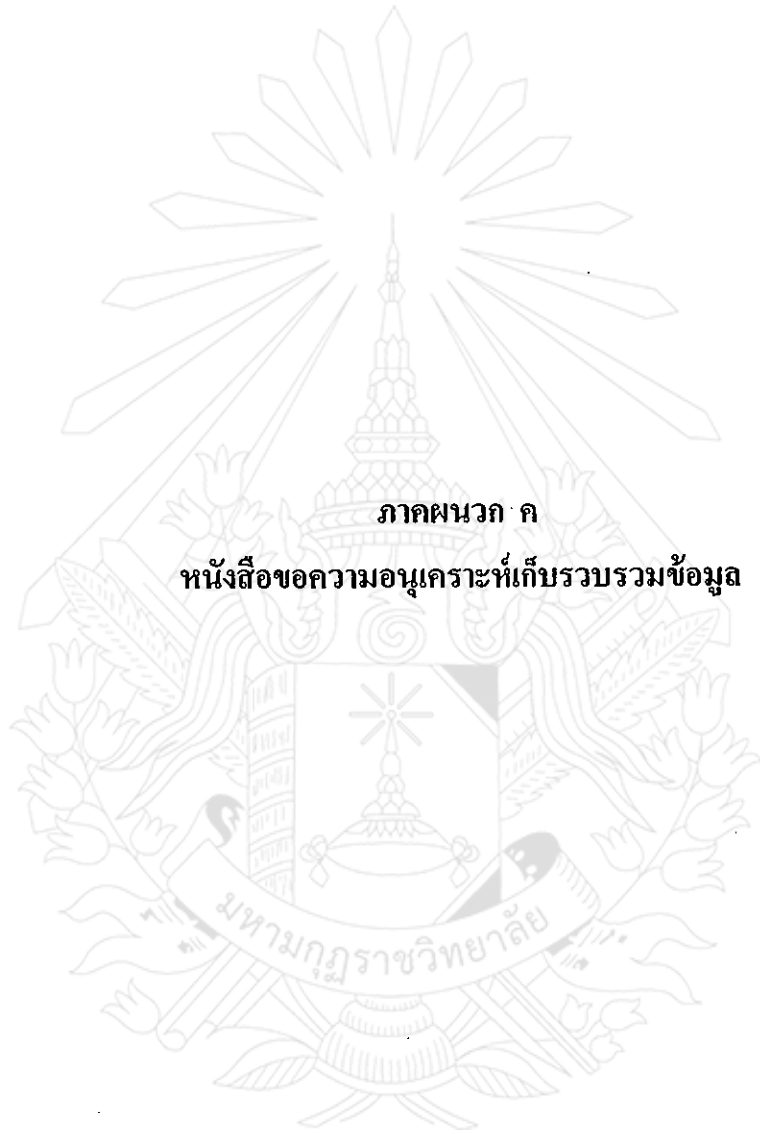 ภาคผนวก ค
หนังสือขอความอนุเคราะห์เก็บรวบรวมข้อมูล
มหามกุฏราชวิทยาลัย